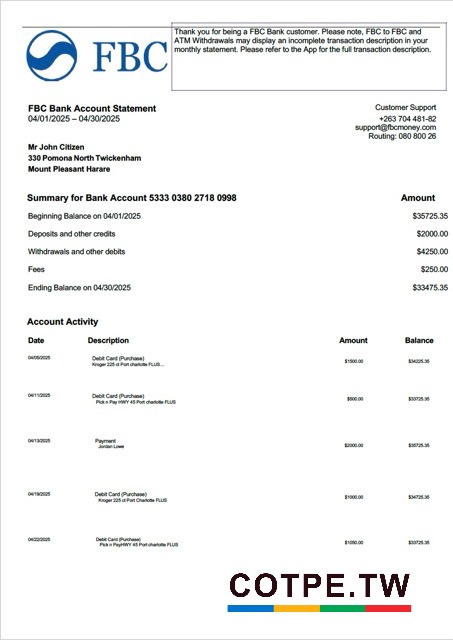 FBC
Thank you for being a FBC Bank customer. Please note, FBC to FBC and
ATM Withdrawals may display an incomplete transaction description in your
monthly statement. Please refer to the App for the full transaction description.
FBC Bank Account Statement
04/01/2025 – 04/30/2025
Customer Support
+263 704 481-82
support@fbcmoney.com
Routing: 080 800 26
Mr John Citizen
330 Pomona North Twickenham
Mount Pleasant Harare
Summary for Bank Account 5333 0380 2718 0998 Amount
Beginning Balance on 04/01/2025 $35725.35
Deposits and other credits $2000.00
Withdrawals and other debits $4250.00
Fees $250.00
Ending Balance on 04/30/2025 $33475.35
Account Activity
Date Description Amount Balance
04/05/2025 Debit Card (Purchase) $1500.00 $34225.35
Kroger 225 ct Port charlotte FLUS...
04/11/2025 Debit Card (Purchase) $500.00 $33725.35
Pick n Pay HWY 45 Port charlotte FLUS
04/13/2025 Payment $2000.00 $35725.35
Jordan Lowe
04/19/2025 Debit Card (Purchase) $1000.00 $34725.35
Kroger 225 ct Port Charlotte FLUS
04/22/2025 Debit Card (Purchase) $1050.00 $33725.35
Pick n PayHWY 45 Port charlotte FLUS
COTPE.TW